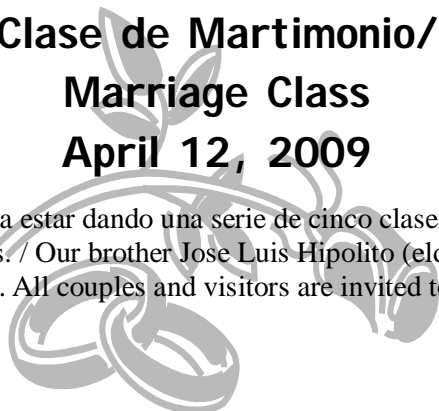 Clase de Martimonio/
Marriage Class
April 12, 2009
a estar dando una serie de cinco clase
s. / Our brother Jose Luis Hipolito (eld
. All couples and visitors are invited t